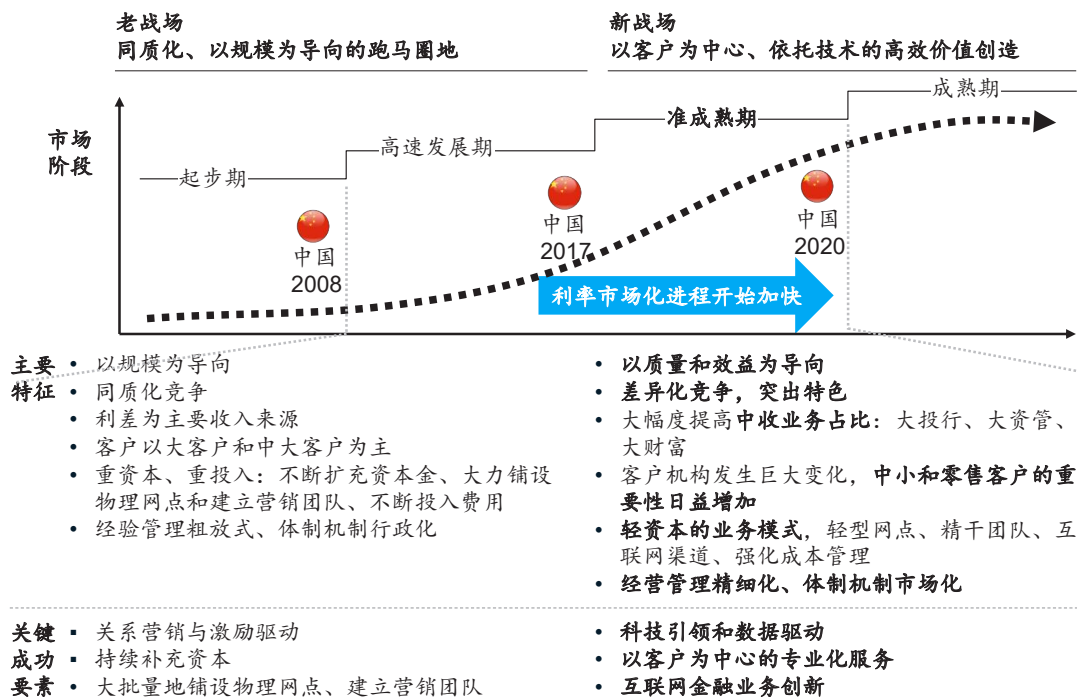 老战场
同质化、以规模为导向的跑马圈地
新战场
以客户为中心、依托技术的高效价值创造
市场
阶段
起步期
高速发展期
准成熟期
成熟期
中国
2008
中国
2017
中国
2020
利率市场化进程开始加快
主要
特征
• 以规模为导向
• 同质化竞争
• 利差为主要收入来源
• 客户以大客户和中大客户为主
• 重资本、重投入：不断扩充资本金、大力铺设
物理网点和建立营销团队、不断投入费用
• 经验管理粗放式、体制机制行政化
• 以质量和效益为导向
• 差异化竞争，突出特色
• 大幅度提高中收业务占比：大投行、大资管、
大财富
• 客户机构发生巨大变化，中小和零售客户的重
要性日益增加
• 轻资本的业务模式，轻型网点、精干团队、互
联网渠道、强化成本管理
• 经营管理精细化、体制机制市场化
关键
成功
要素
▪ 关系营销与激励驱动
▪ 持续补充资本
▪ 大批量地铺设物理网点、建立营销团队
• 科技引领和数据驱动
• 以客户为中心的专业化服务
• 互联网金融业务创新